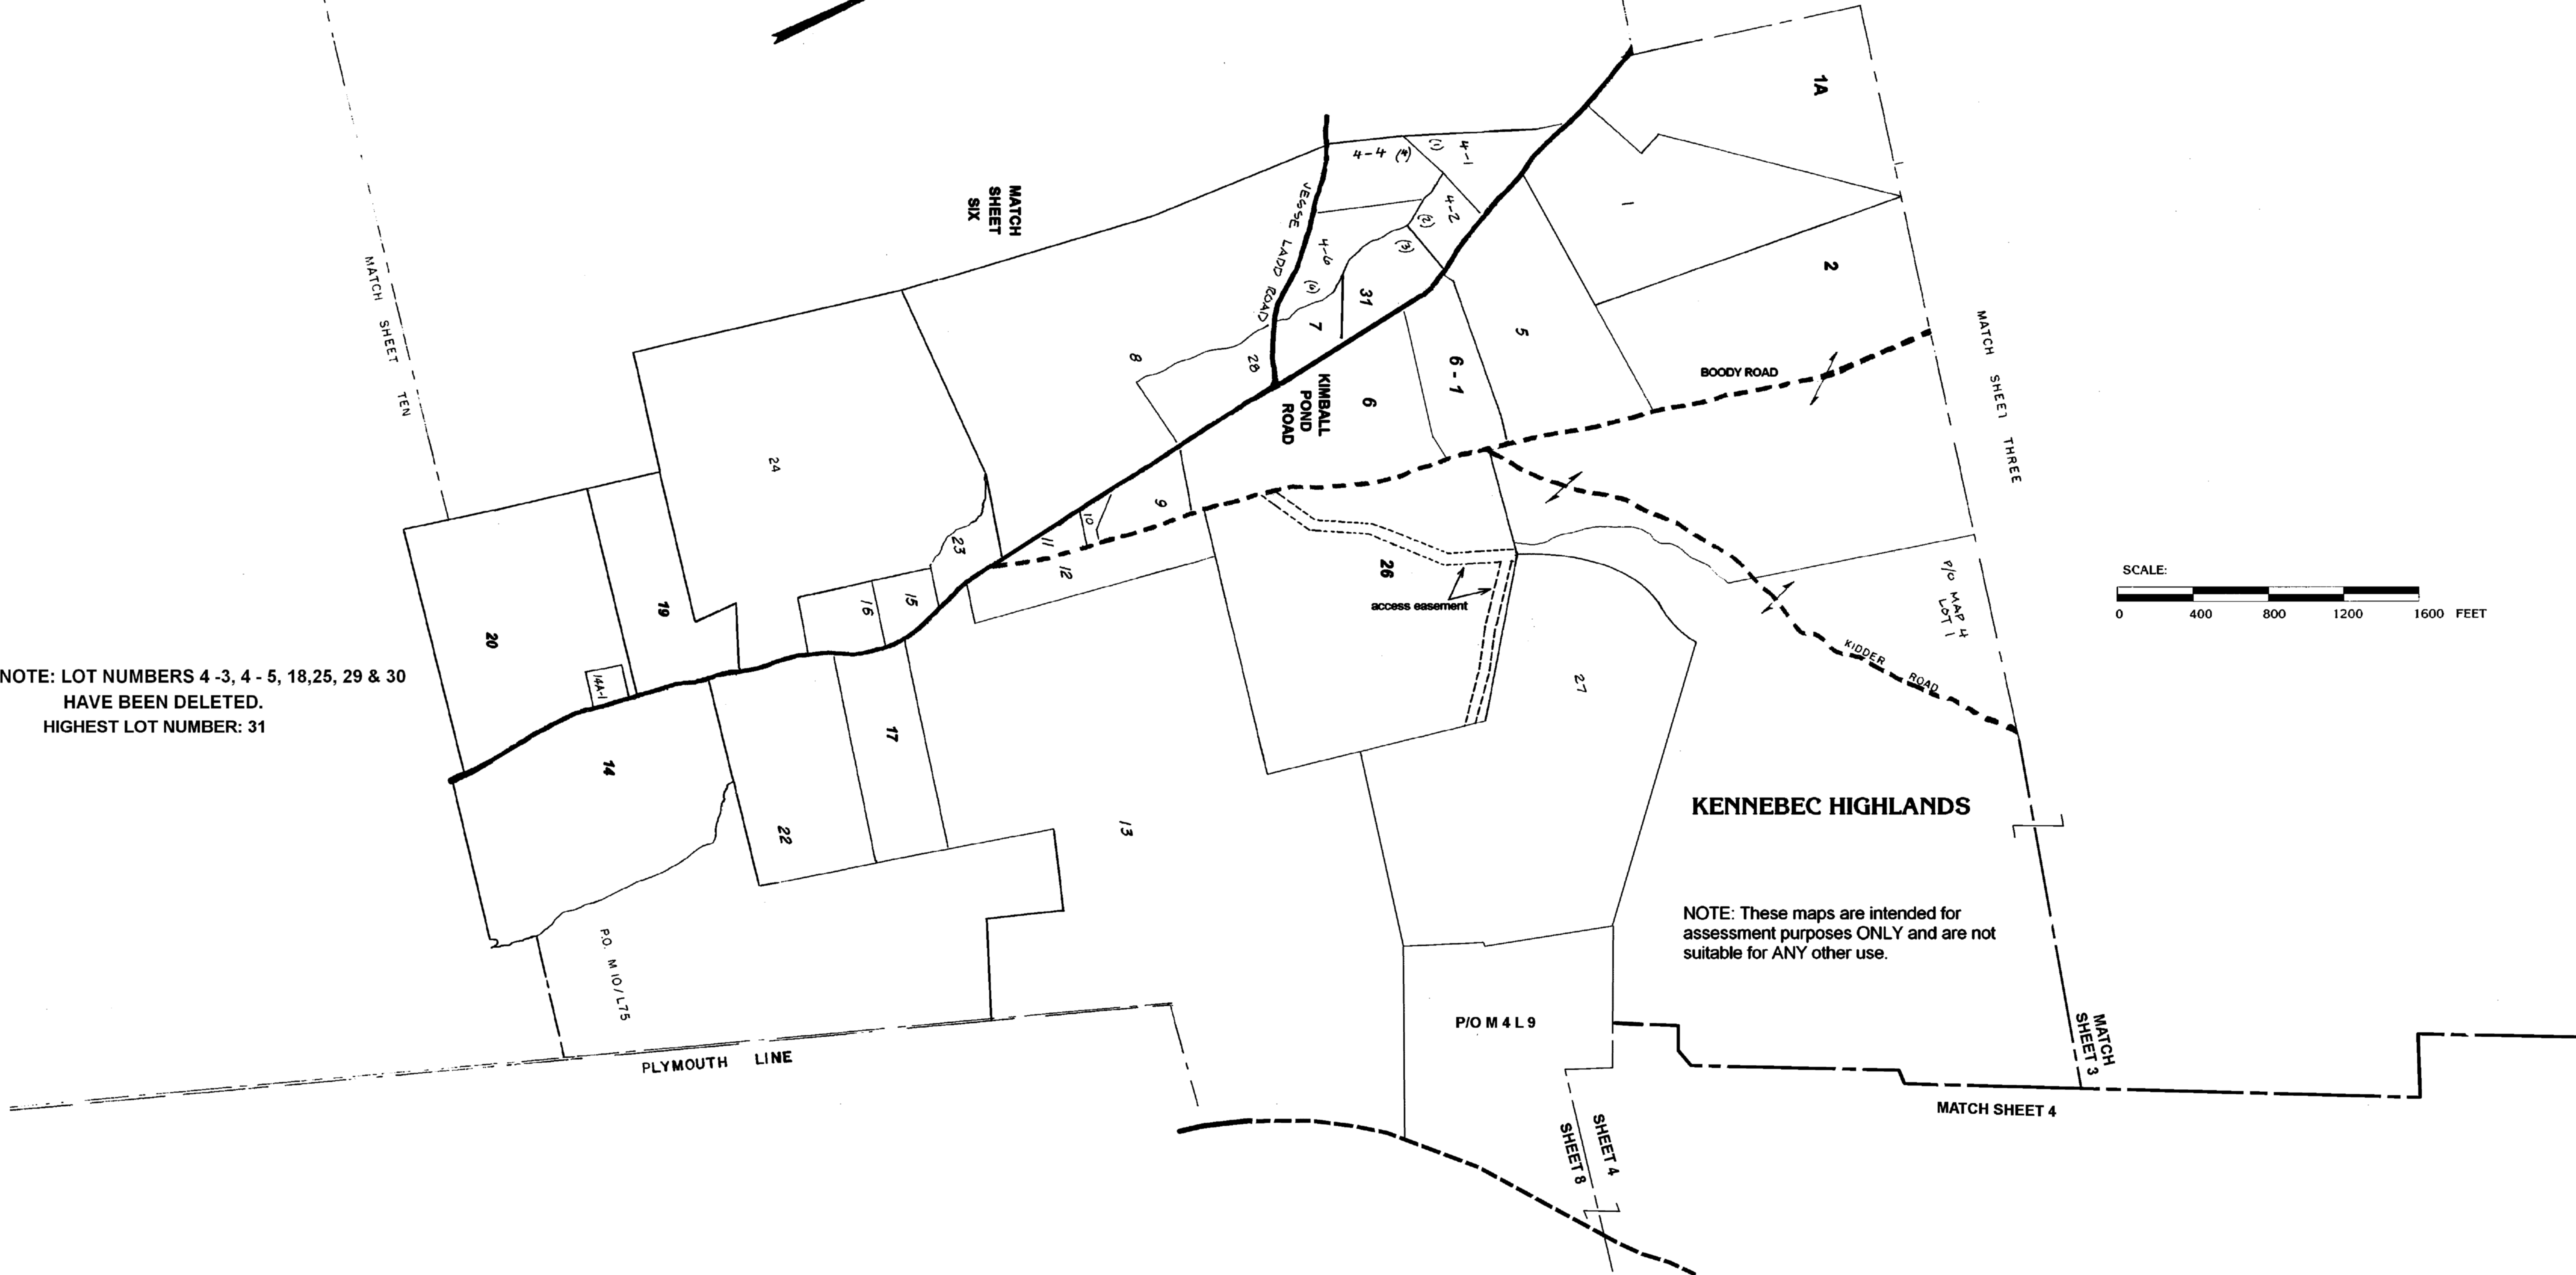 1A
1
2
MATCH SHEET THREE
BOODY ROAD
4-4 (4)
(1)
4-1
4-2
(2)
(3)
4-6
(6)
VESSE LADD ROAD
31
7
28
8
5
6-1
6
KIMBALL
POND
ROAD
MATCH
SHEET
SIX
MATCH SHEET TEN
24
9
10
11
12
23
15
16
19
20
14A-1
14
17
22
13
26
access easement
27
P/O MAP 4
LOT 1
KIDDER ROAD
SCALE:
0 400 800 1200 1600 FEET
NOTE: LOT NUMBERS 4 -3, 4 - 5, 18,25, 29 & 30
HAVE BEEN DELETED.
HIGHEST LOT NUMBER: 31
KENNEBEC HIGHLANDS
NOTE: These maps are intended for
assessment purposes ONLY and are not
suitable for ANY other use.
P.O. M 10/L75
PLYMOUTH LINE
P/O M 4 L 9
MATCH
SHEET 3
MATCH SHEET 4
SHEET 4
SHEET 8